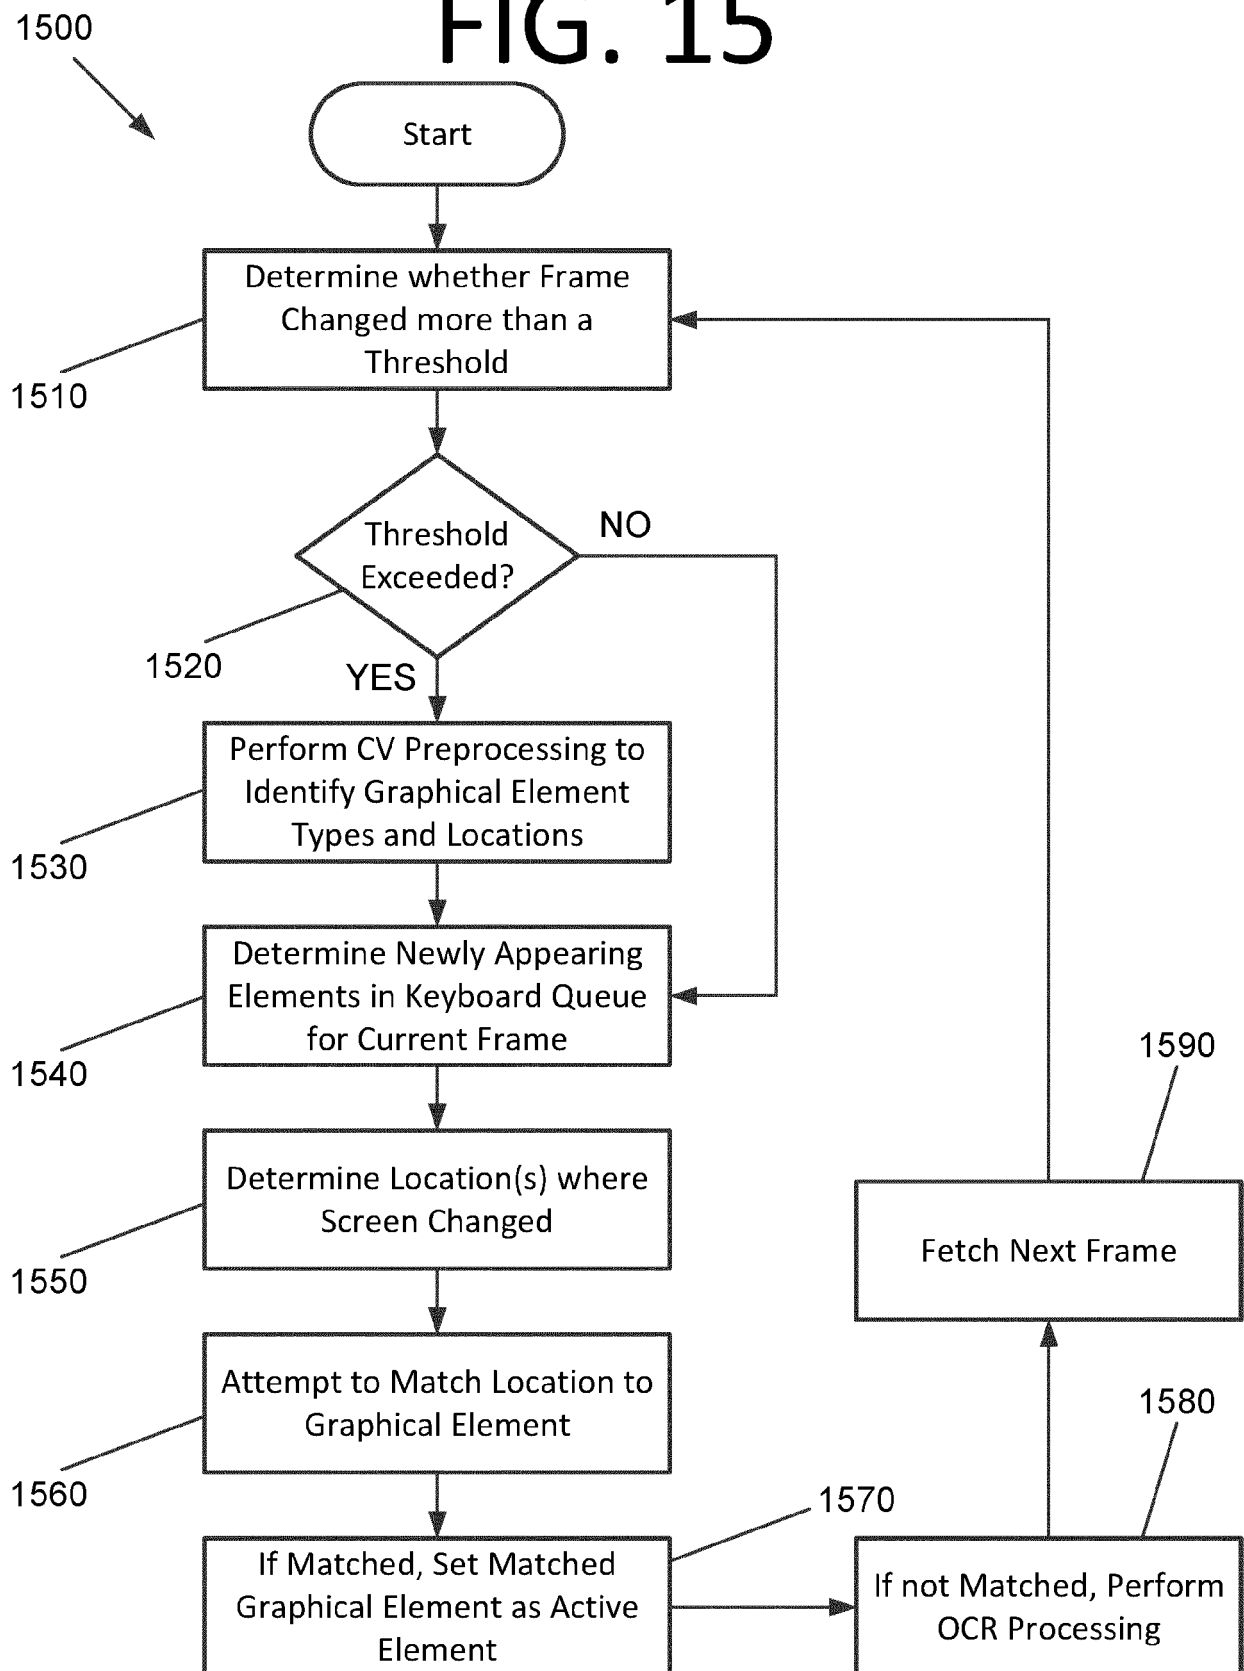 FIG. 15
1500
Start
Determine whether Frame
Changed more than a
Threshold
1510
Threshold
Exceeded?
NO
1520
YES
Perform CV Preprocessing to
Identify Graphical Element
Types and Locations
1530
Determine Newly Appearing
Elements in Keyboard Queue
for Current Frame
1540
Determine Location(s) where
Screen Changed
1550
Attempt to Match Location to
Graphical Element
1560
If Matched, Set Matched
Graphical Element as Active
Element
1570
If not Matched, Perform
OCR Processing
1580
Fetch Next Frame
1590